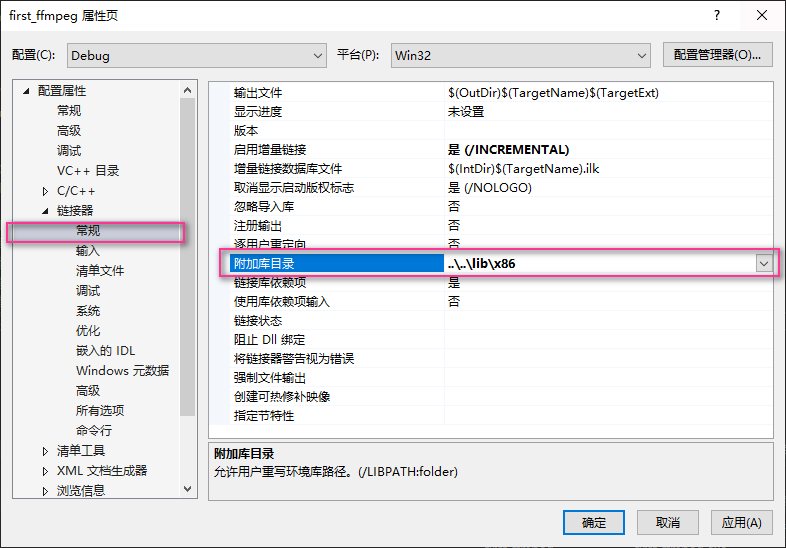 first_ffmpeg 属性页
配置(C): Debug 平台(P): Win32 配置管理器(O)...
配置属性
常规
高级
调试
VC++ 目录
C/C++
链接器
常规
输入
清单文件
调试
系统
优化
嵌入的 IDL
Windows 元数据
高级
所有选项
命令行
清单工具
XML 文档生成器
浏览信息
输出文件 $(OutDir)$(TargetName)$(TargetExt)
显示进度 未设置
版本
启用增量链接 是 (/INCREMENTAL)
增量链接数据库文件 $(IntDir)$(TargetName).ilk
取消显示启动版权标志 是 (/NOLOGO)
忽略导入库 否
注册输出 否
逐用户重定向 否
附加库目录 ..\..\lib\x86
链接库依赖项 是
使用库依赖项输入 否
链接状态
阻止 Dll 绑定
将链接器警告视为错误
强制文件输出
创建可热修补映像
指定节特性
附加库目录
允许用户重写环境库路径。(/LIBPATH:folder)
确定 取消 应用(A)